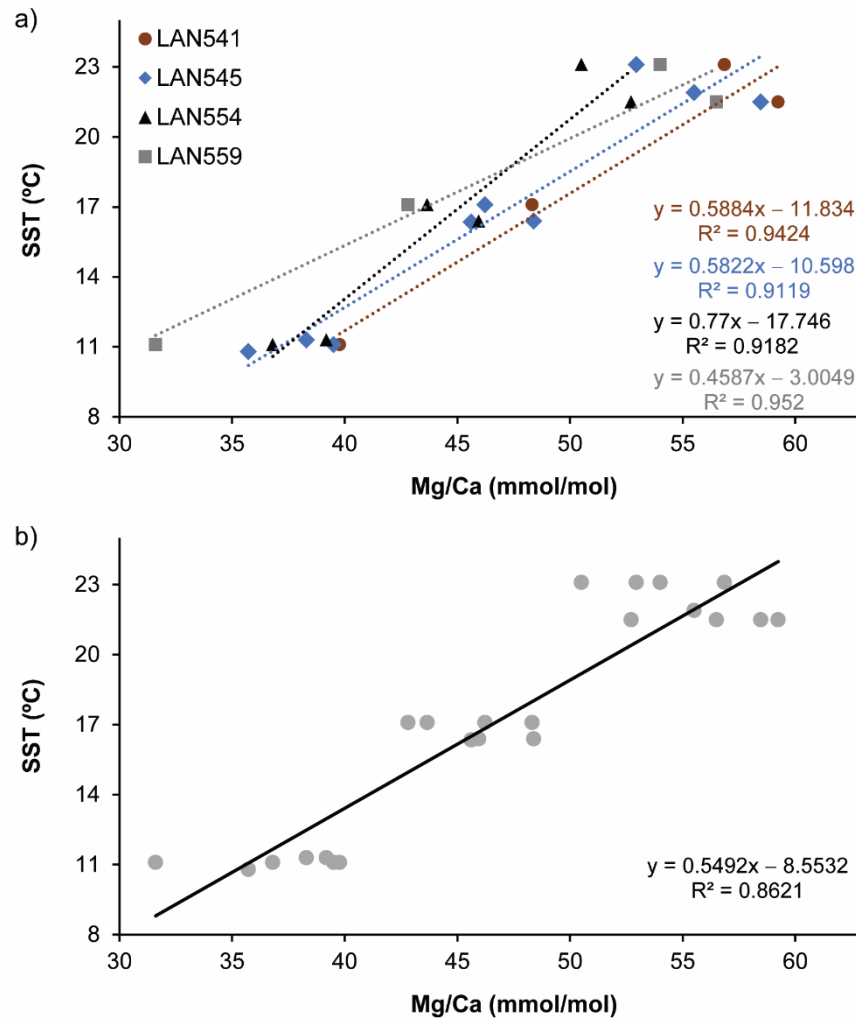 a)
LAN541
LAN545
LAN554
LAN559
23
20
17
14
11
8
SST (ºC)
y = 0.5884x − 11.834
R² = 0.9424
y = 0.5822x − 10.598
R² = 0.9119
y = 0.77x − 17.746
R² = 0.9182
y = 0.4587x − 3.0049
R² = 0.952
30 35 40 45 50 55 60
Mg/Ca (mmol/mol)
b)
23
20
17
14
11
8
SST (ºC)
y = 0.5492x − 8.5532
R² = 0.8621
30 35 40 45 50 55 60
Mg/Ca (mmol/mol)